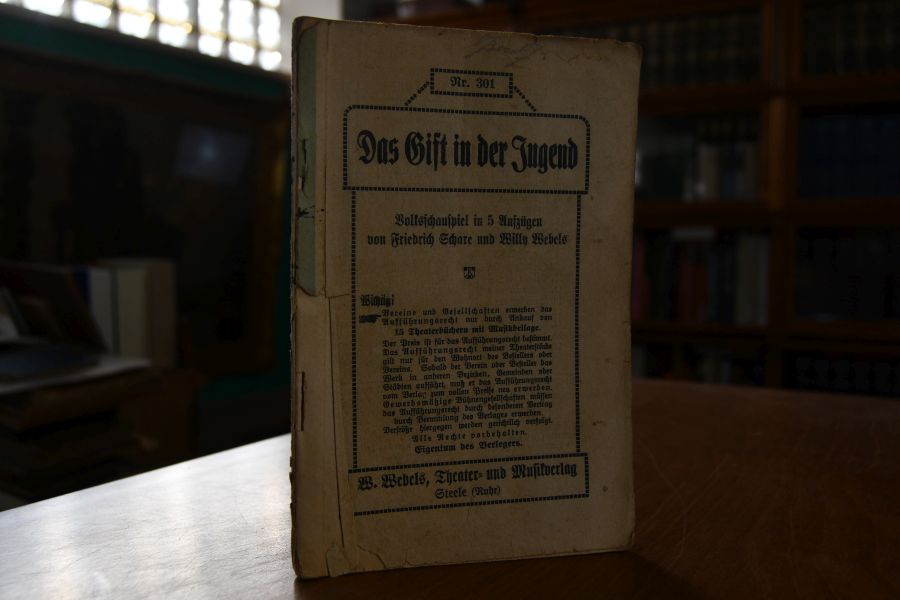 Nr. 301
Das Gift in der Jugend
Volksschauspiel in 5 Aufzügen
von Friedrich Schare und Willy Webels
Wichtig!
Vereine und Gesellschaften erwerben das
Aufführungsrecht nur durch Ankauf von
15 Theaterbüchern mit Musikbeilage.
Der Preis ist für das Aufführungsrecht bestimmt.
Das Aufführungsrecht meiner Theaterstücke
gilt nur für den Wohnort des Bestellers oder
Vereins. Sobald der Verein oder Besteller das
Werk in anderen Bezirken, Gemeinden oder
Städten aufführt, muß er das Aufführungsrecht
vom Verlag zum vollen Preise neu erwerben.
Gewerbsmäßige Bühnengesellschaften müssen
das Aufführungsrecht durch besonderen Vertrag
durch Vermittlung des Verlages erwerben.
Verstöße hiergegen werden gerichtlich verfolgt.
Alle Rechte vorbehalten.
Eigentum des Verlegers.
W. Webels, Theater- und Musikverlag
Steele (Ruhr)